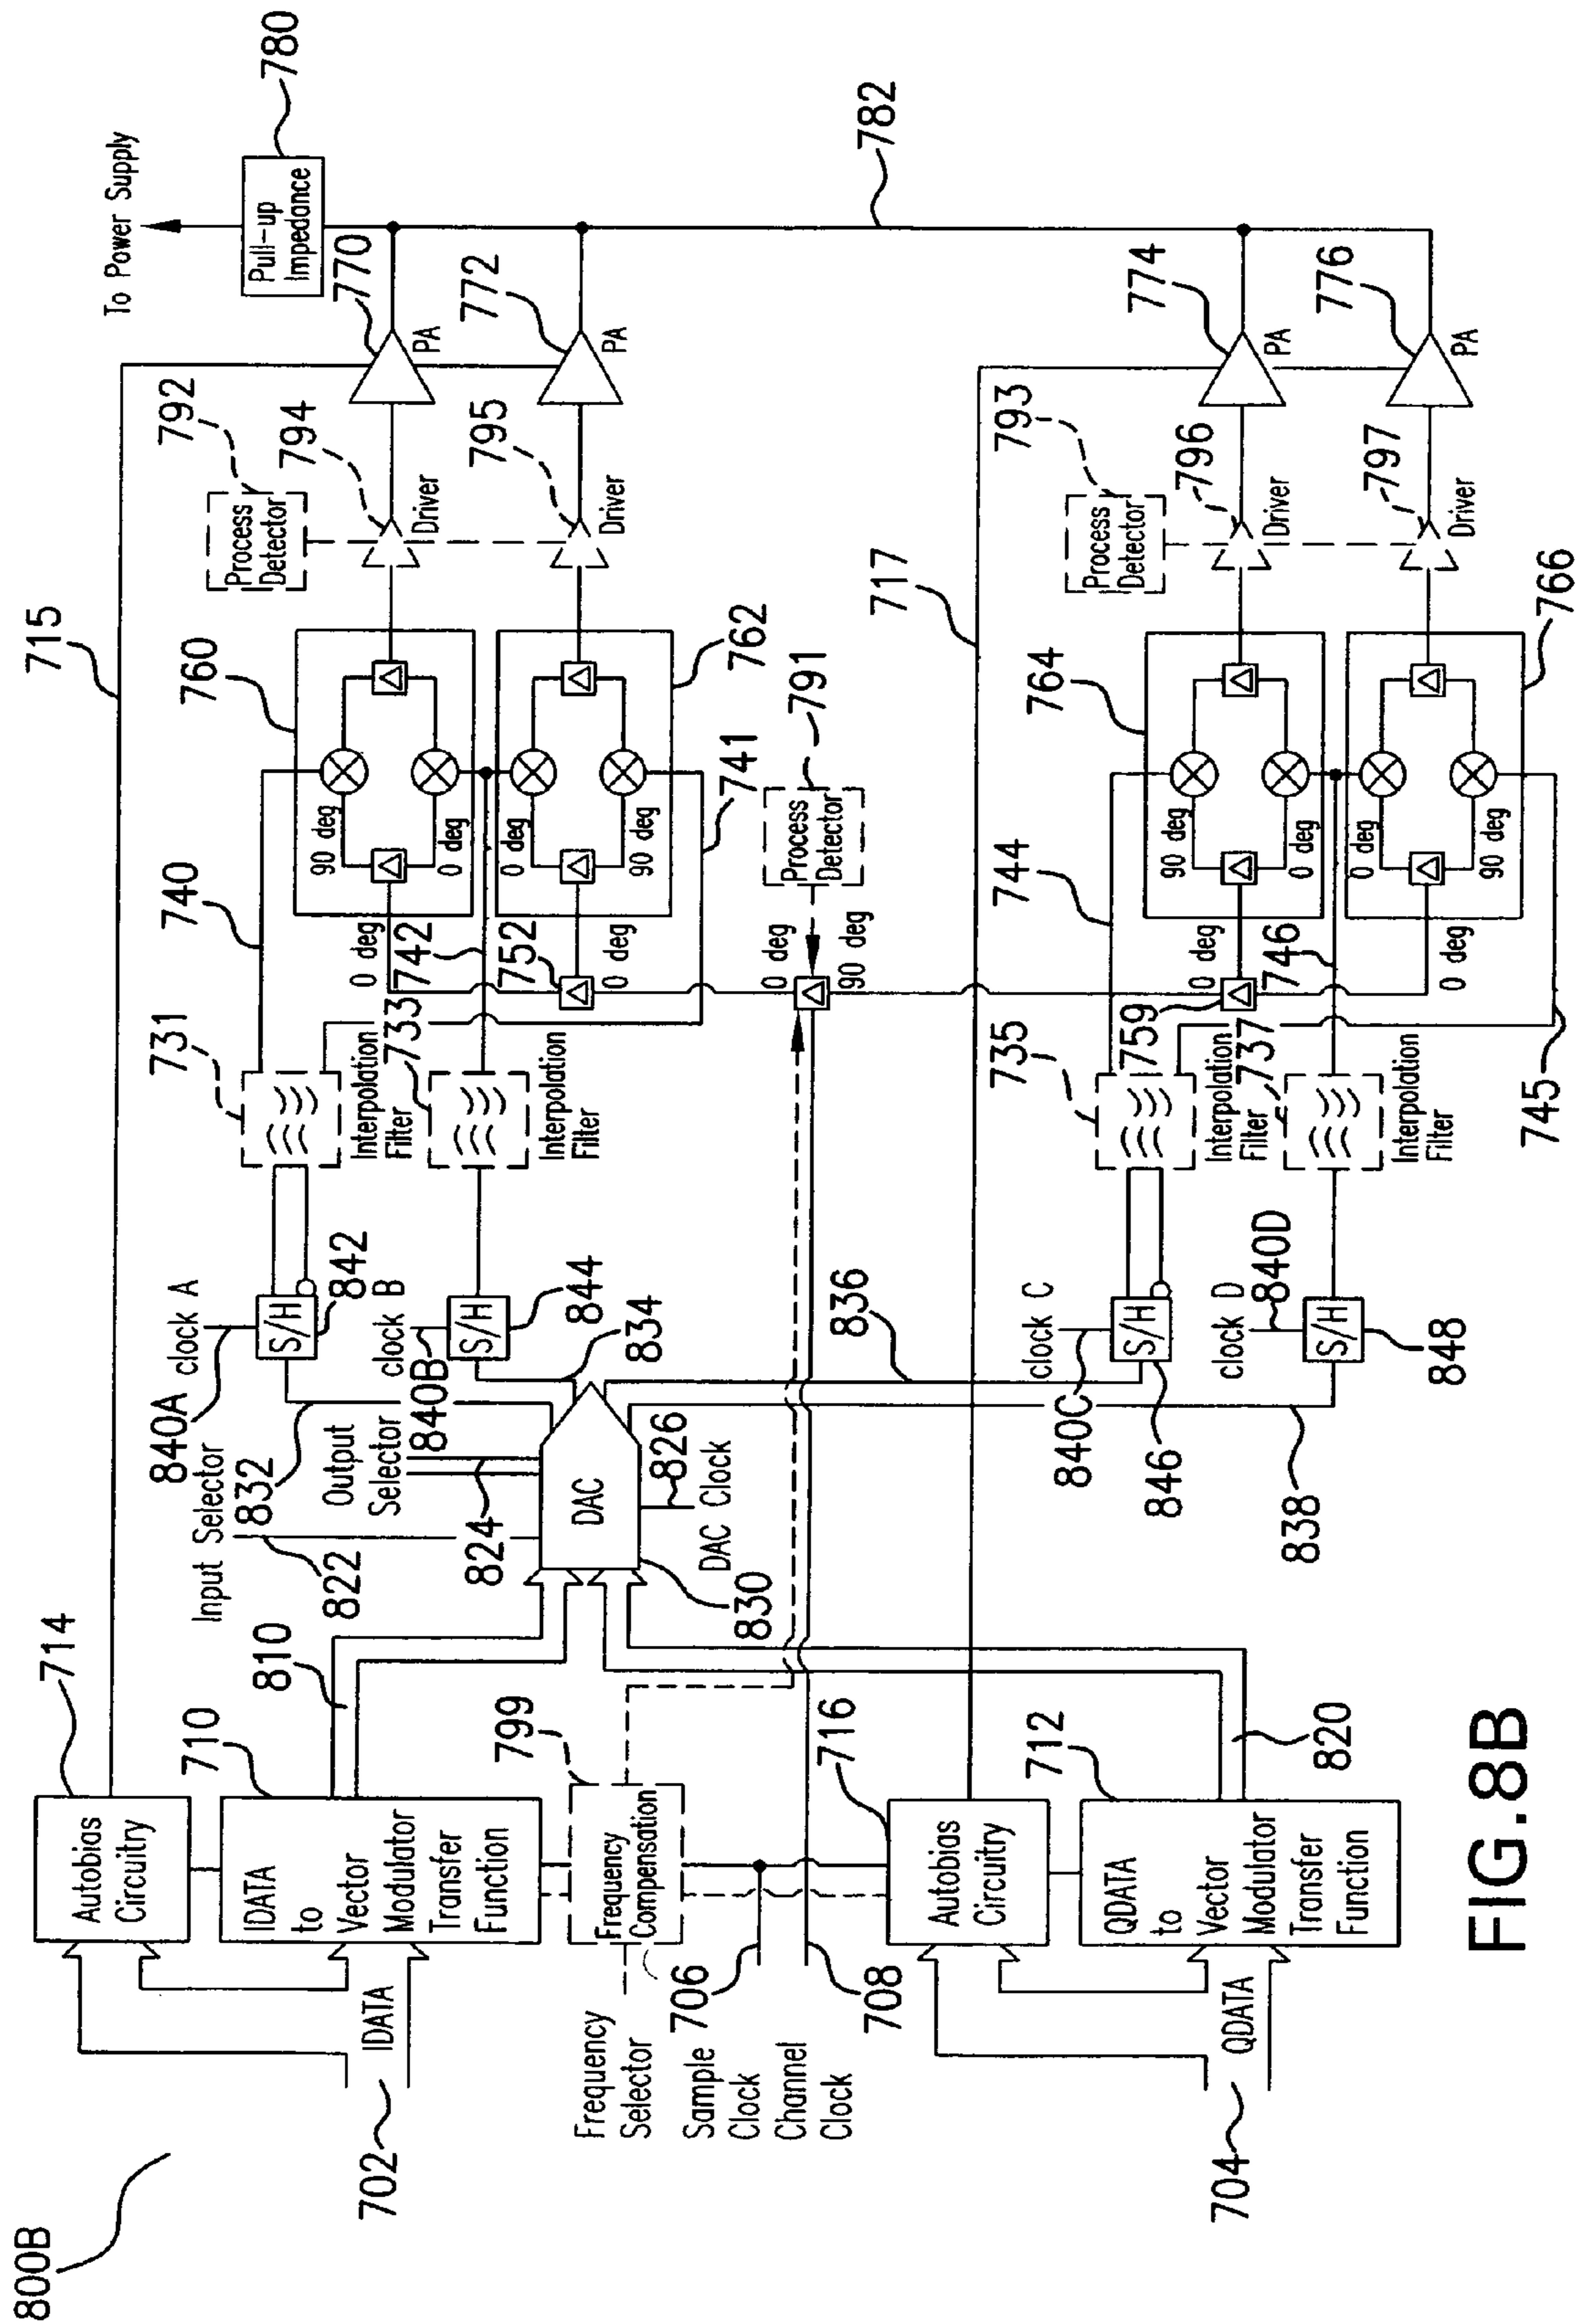 800B
702
IDATA
714
Autobias
Circuitry
715
710
IDATA
to
Vector
Modulator
Transfer
Function
810
Input Selector
822
Output
Selector
824
DAC
830
826
DAC Clock
832
834
836
838
840A
clock A
S/H
842
840B
clock B
S/H
844
731
Interpolation
Filter
733
Interpolation
Filter
740
742
741
760
90 deg
0 deg
0 deg
752
0 deg
0 deg
90 deg
762
792
Process
Detector
794
Driver
795
Driver
770
PA
772
PA
To Power Supply
Pull-up
Impedance
780
782
799
Frequency
Compensation
Frequency
Selector
706
Sample
Clock
708
Channel
Clock
791
Process
Detector
0 deg
90 deg
716
Autobias
Circuitry
717
704
QDATA
712
QDATA
to
Vector
Modulator
Transfer
Function
820
840C
clock C
S/H
846
840D
clock D
S/H
848
735
Interpolation
Filter
737
Interpolation
Filter
744
759
746
745
0 deg
0 deg
764
90 deg
0 deg
0 deg
90 deg
766
793
Process
Detector
796
Driver
797
Driver
774
PA
776
PA
FIG.8B